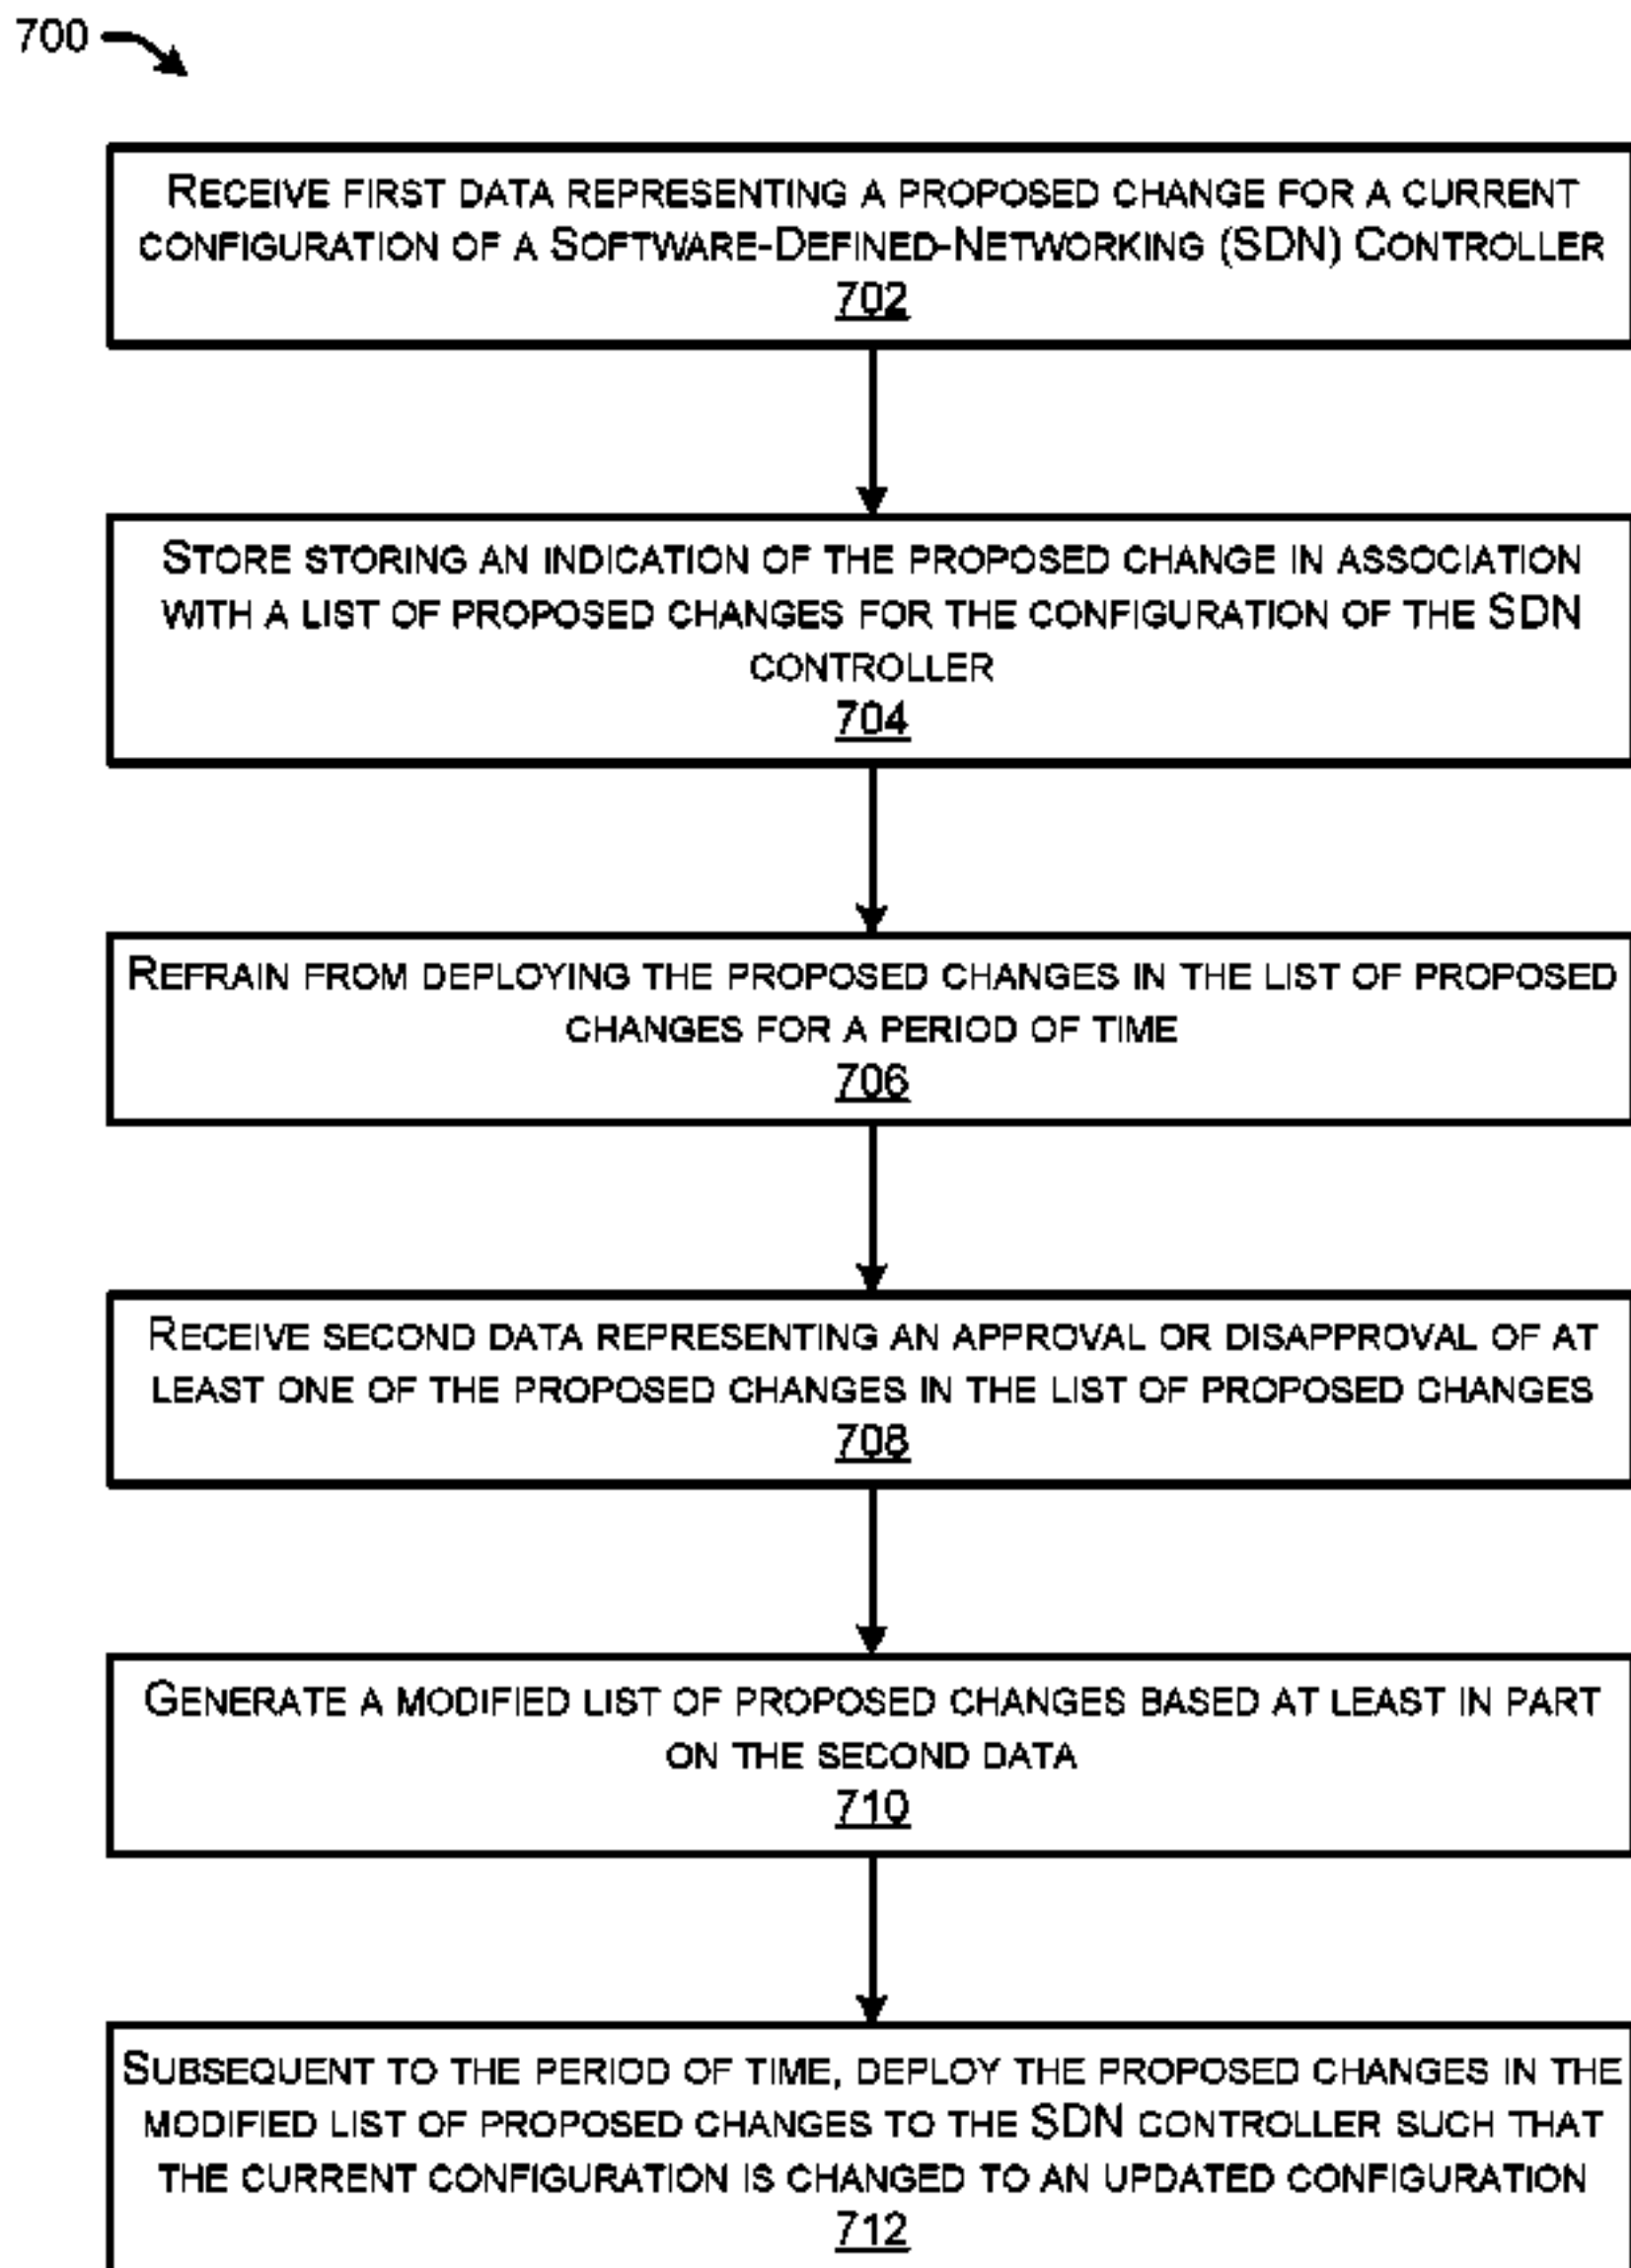 700
RECEIVE FIRST DATA REPRESENTING A PROPOSED CHANGE FOR A CURRENT
CONFIGURATION OF A SOFTWARE-DEFINED-NETWORKING (SDN) CONTROLLER
702
STORE STORING AN INDICATION OF THE PROPOSED CHANGE IN ASSOCIATION
WITH A LIST OF PROPOSED CHANGES FOR THE CONFIGURATION OF THE SDN
CONTROLLER
704
REFRAIN FROM DEPLOYING THE PROPOSED CHANGES IN THE LIST OF PROPOSED
CHANGES FOR A PERIOD OF TIME
706
RECEIVE SECOND DATA REPRESENTING AN APPROVAL OR DISAPPROVAL OF AT
LEAST ONE OF THE PROPOSED CHANGES IN THE LIST OF PROPOSED CHANGES
708
GENERATE A MODIFIED LIST OF PROPOSED CHANGES BASED AT LEAST IN PART
ON THE SECOND DATA
710
SUBSEQUENT TO THE PERIOD OF TIME, DEPLOY THE PROPOSED CHANGES IN THE
MODIFIED LIST OF PROPOSED CHANGES TO THE SDN CONTROLLER SUCH THAT
THE CURRENT CONFIGURATION IS CHANGED TO AN UPDATED CONFIGURATION
712